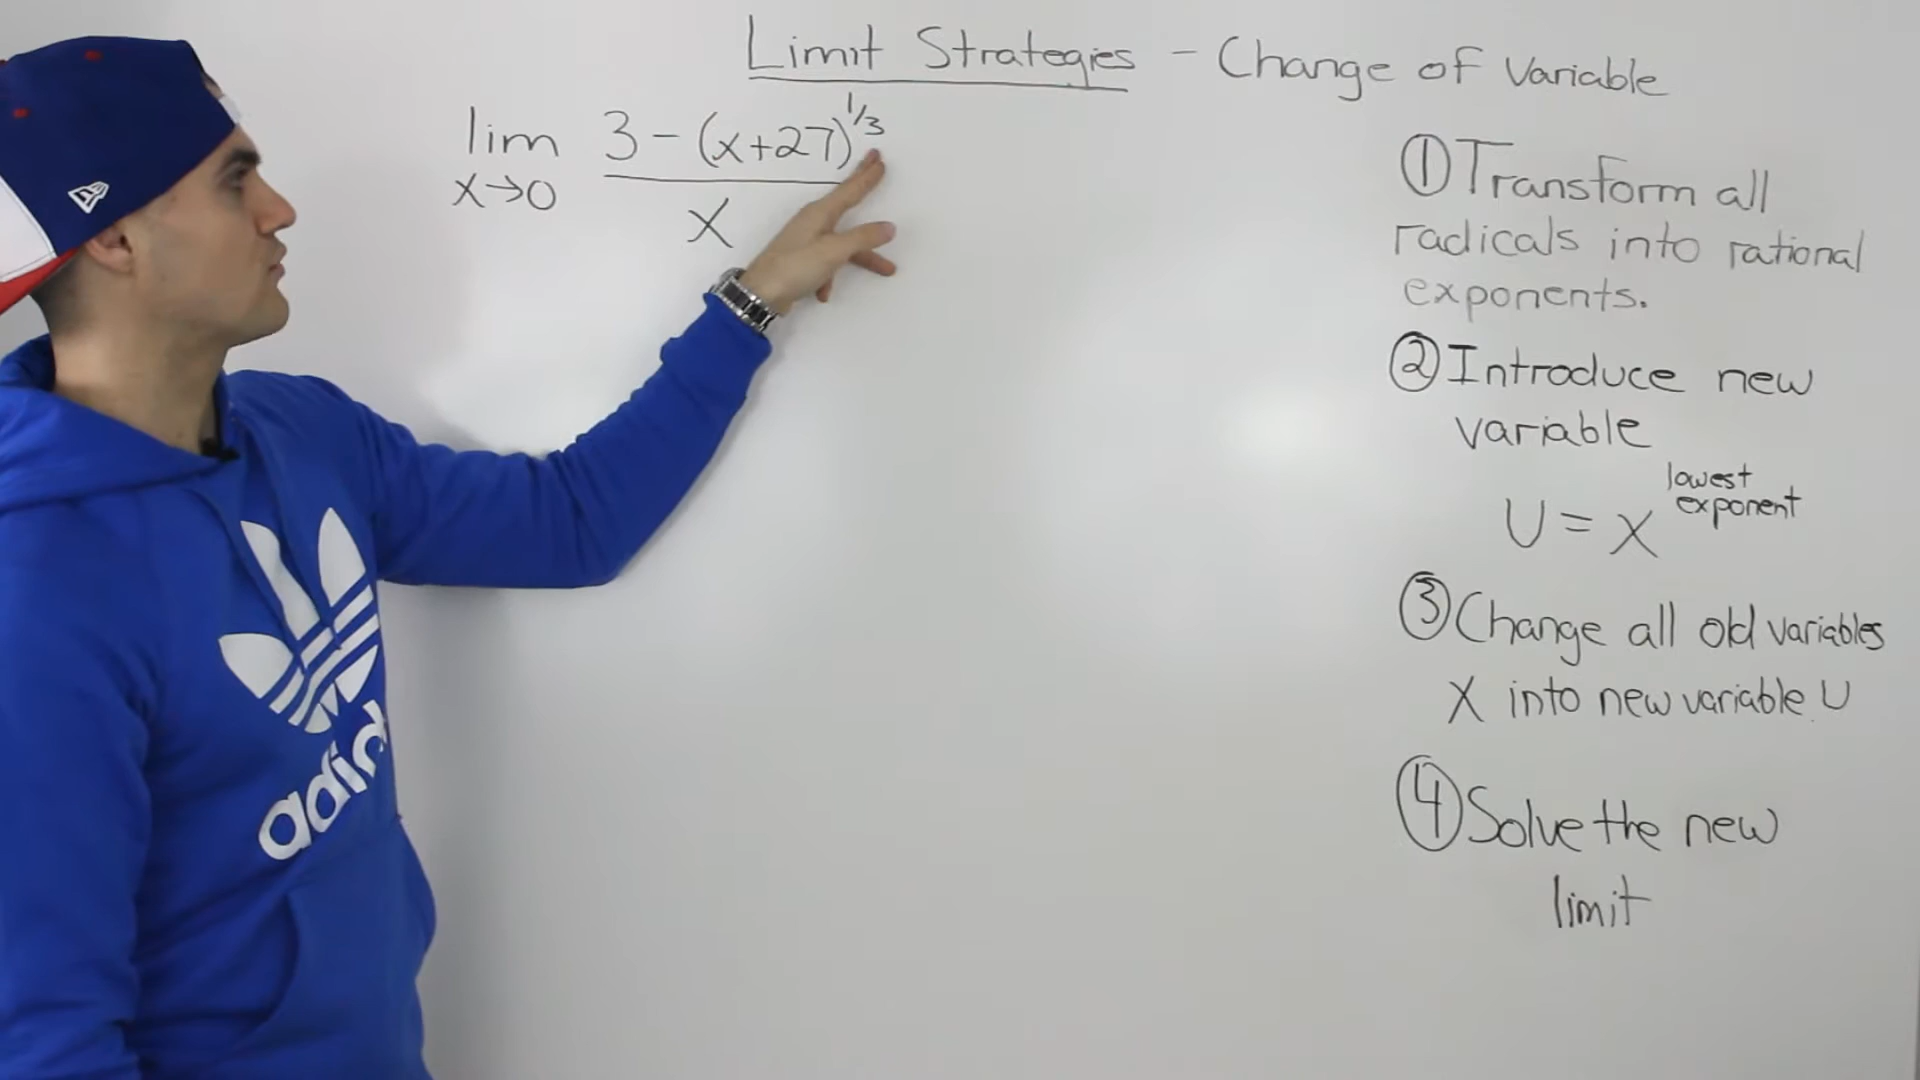 Limit Strategies - Change of Variable
lim 3-(x+27)^1/3
x→0 x
① Transform all
radicals into rational
exponents.
② Introduce new
variable
U = x^lowest exponent
③ Change all old variables
X into new variable U
④ Solve the new
limit
adid